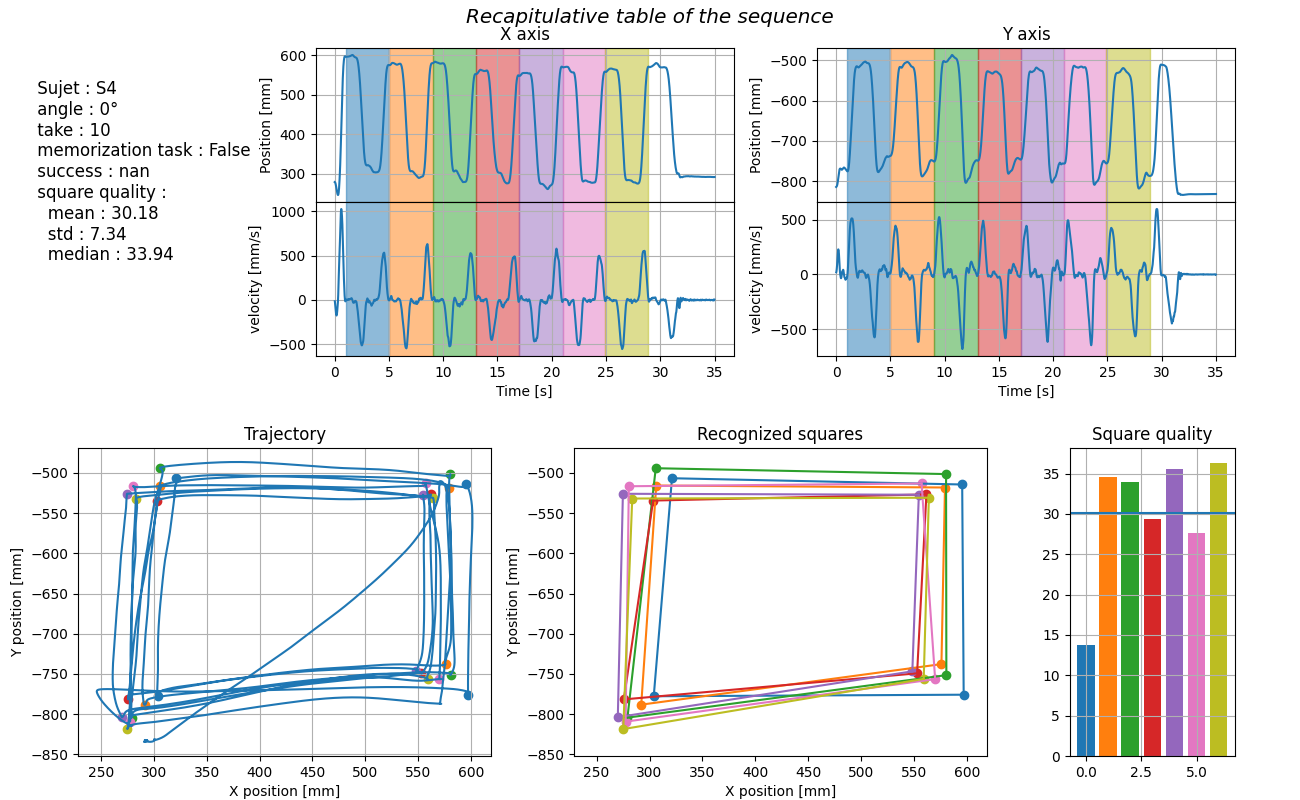 Recapitulative table of the sequence
Sujet : S4
angle : 0°
take : 10
memorization task : False
success : nan
square quality :
mean : 30.18
std : 7.34
median : 33.94
X axis
Position [mm]
600
500
400
300
velocity [mm/s]
1000
500
0
−500
0 5 10 15 20 25 30 35
Time [s]
Y axis
Position [mm]
−500
−600
−700
−800
velocity [mm/s]
500
0
−500
0 5 10 15 20 25 30 35
Time [s]
Trajectory
Y position [mm]
−500
−550
−600
−650
−700
−750
−800
−850
250 300 350 400 450 500 550 600
X position [mm]
Recognized squares
Y position [mm]
−500
−550
−600
−650
−700
−750
−800
−850
250 300 350 400 450 500 550 600
X position [mm]
Square quality
35
30
25
20
15
10
5
0
0.0 2.5 5.0